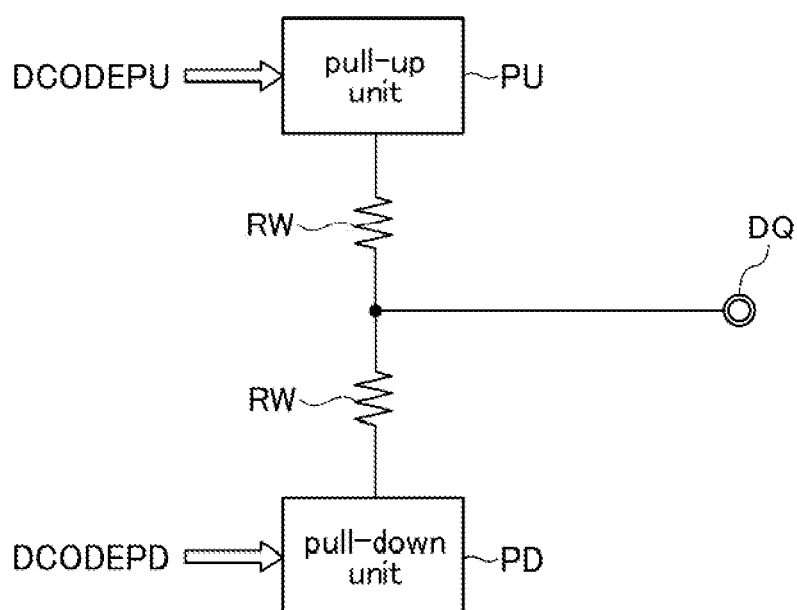 DCODEPU
pull-up
unit
PU
RW
DQ
RW
DCODEPD
pull-down
unit
PD